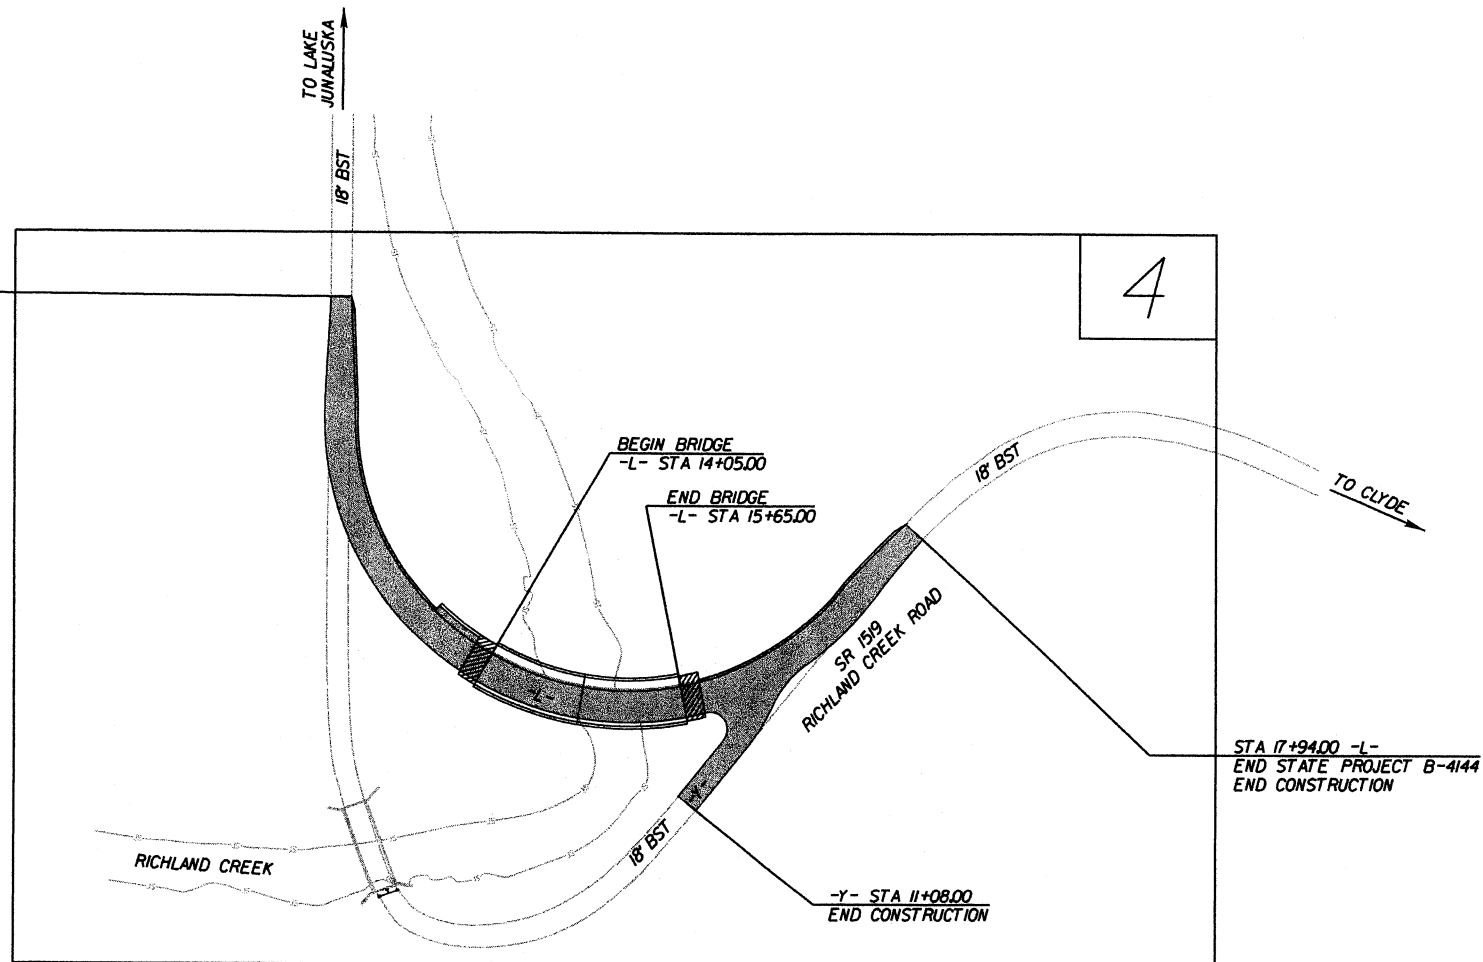 TO LAKE
JUNALUSKA
18' BST
4
BEGIN BRIDGE
-L- STA 14+05.00
END BRIDGE
-L- STA 15+65.00
18' BST
TO CLYDE
SR 1519
RICHLAND CREEK ROAD
-L-
STA 17+94.00 -L-
END STATE PROJECT B-4144
END CONSTRUCTION
-Y-
18' BST
RICHLAND CREEK
-Y- STA 11+08.00
END CONSTRUCTION